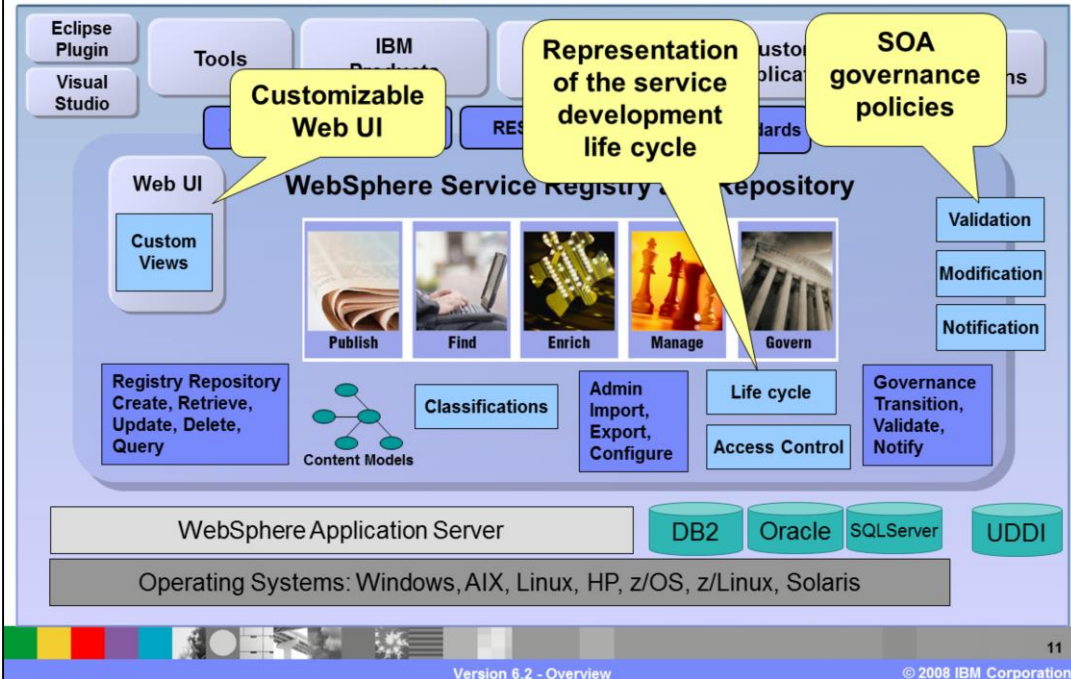 Eclipse
Plugin
Visual
Studio
Tools
IBM
Customizable
Web UI
Representation
of the service
development
life cycle
SOA
governance
policies
Web UI
Custom
Views
WebSphere Service Registry Repository
Publish
Find
Enrich
Manage
Govern
Validation
Modification
Notification
Registry Repository
Create, Retrieve,
Update, Delete,
Query
Content Models
Classifications
Admin
Import,
Export,
Configure
Life cycle
Access Control
Governance
Transition,
Validate,
Notify
WebSphere Application Server
DB2
Oracle
SQLServer
UDDI
Operating Systems: Windows, AIX, Linux, HP, z/OS, z/Linux, Solaris
11
Version 6.2 - Overview
© 2008 IBM Corporation